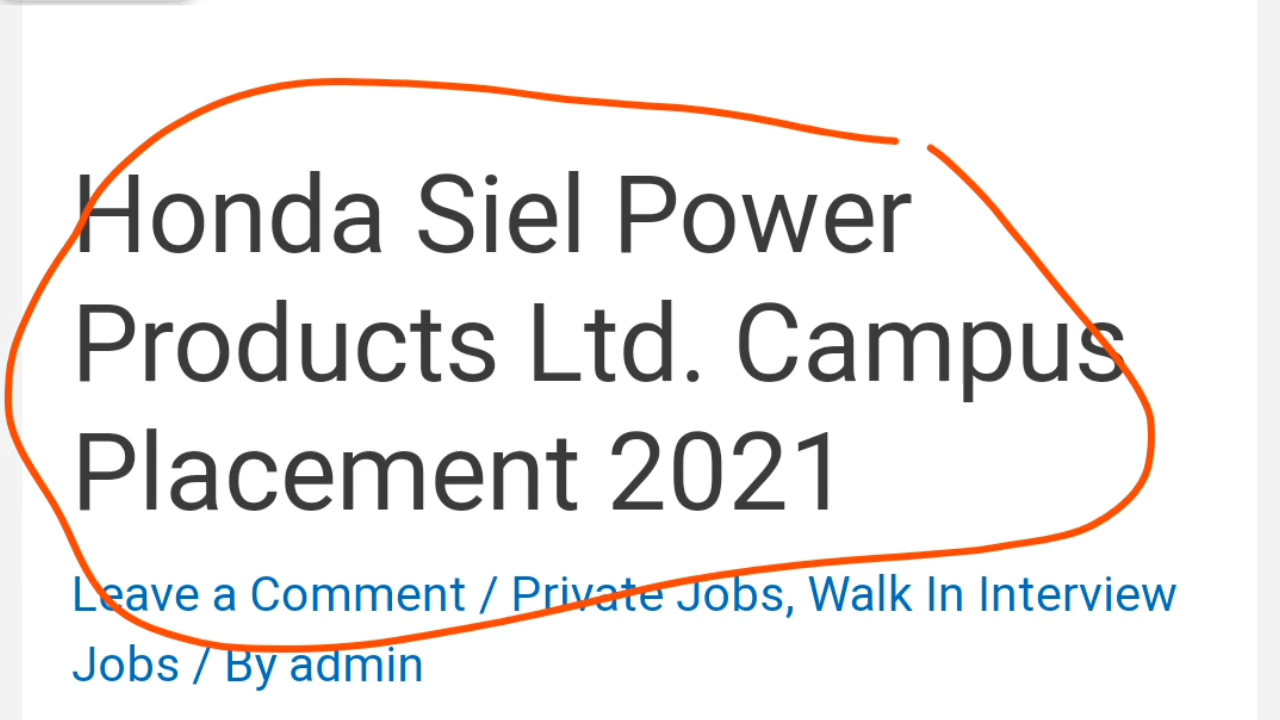 Honda Siel Power
Products Ltd. Campus
Placement 2021
Leave a Comment / Private Jobs, Walk In Interview
Jobs / By admin